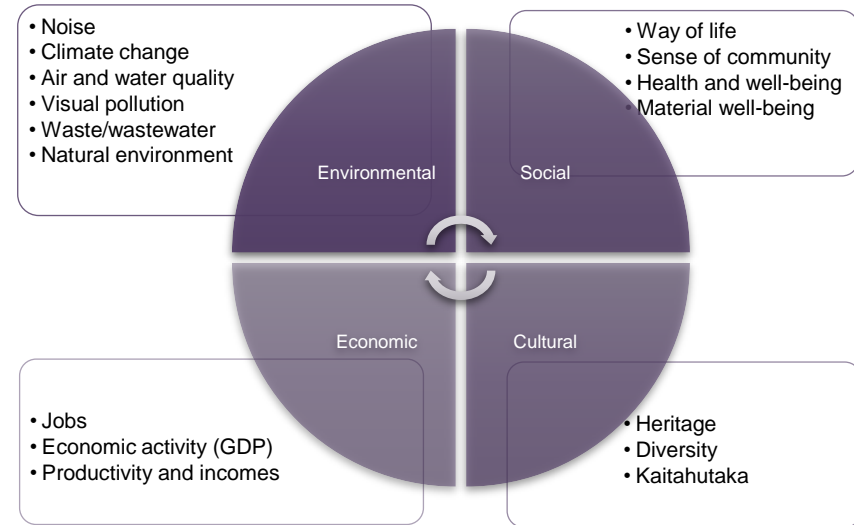 • Noise
• Climate change
• Air and water quality
• Visual pollution
• Waste/wastewater
• Natural environment
Environmental
• Way of life
• Sense of community
• Health and well-being
• Material well-being
Social
Economic
• Jobs
• Economic activity (GDP)
• Productivity and incomes
Cultural
• Heritage
• Diversity
• Kaitahutaka